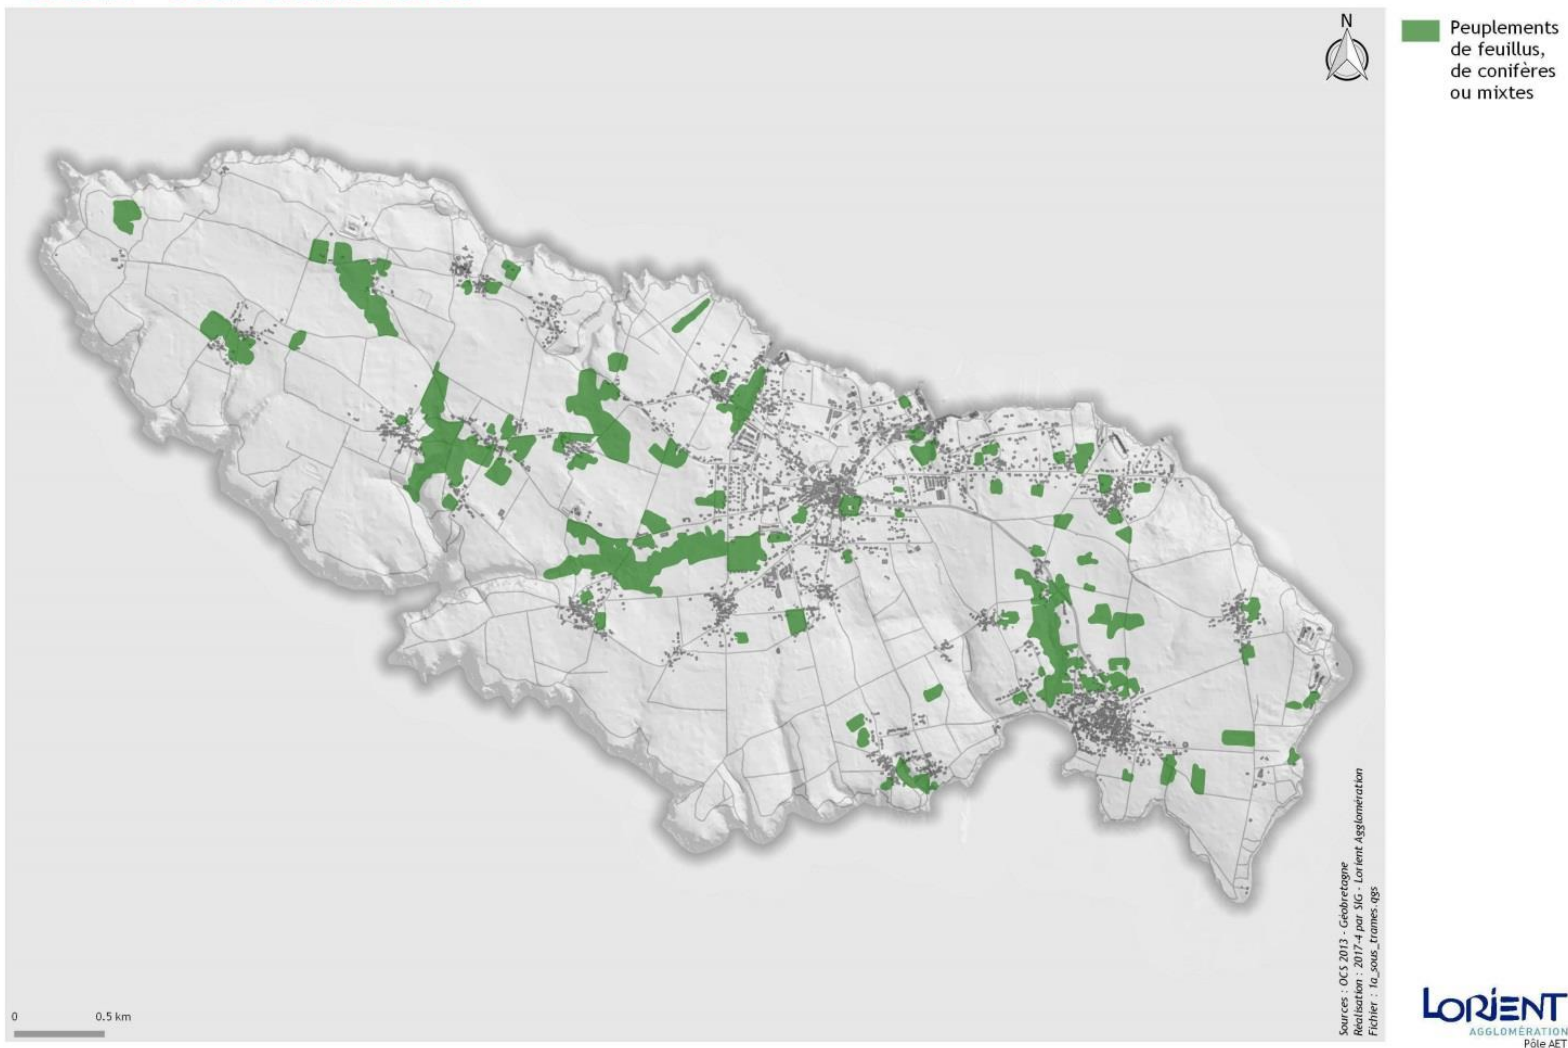 N
Peuplements
de feuillus,
de conifères
ou mixtes
0 0.5 km
Sources : OCS 2013 - Géobretagne
Réalisation : 2017-4 par SIG - Lorient Agglomération
Fichier : 1a_sous_trames.qgs
LORIENT
AGGLOMÉRATION
Pôle AET